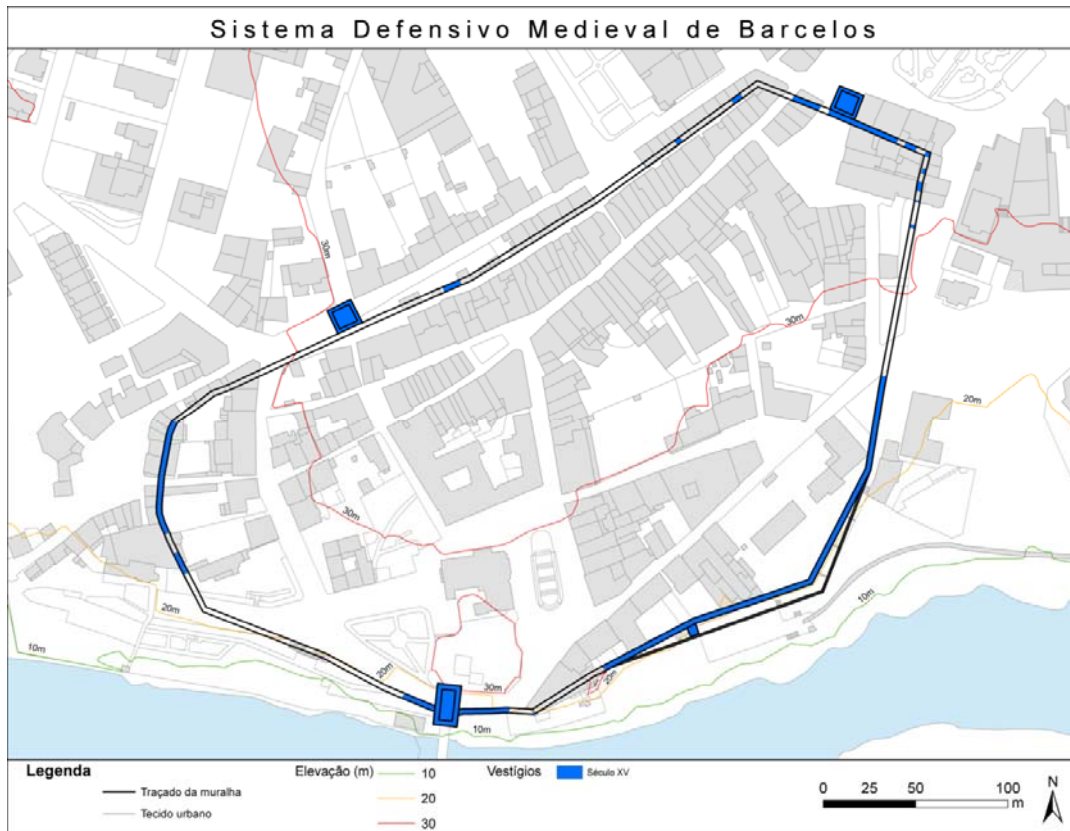 Sistema Defensivo Medieval de Barcelos
30m
30m
20m
30m
10m
20m
20m
10m
30m
10m
Legenda
Traçado da muralha
Tecido urbano
Elevação (m)
10
20
30
Vestígios
Século XV
0 25 50 100
m
N